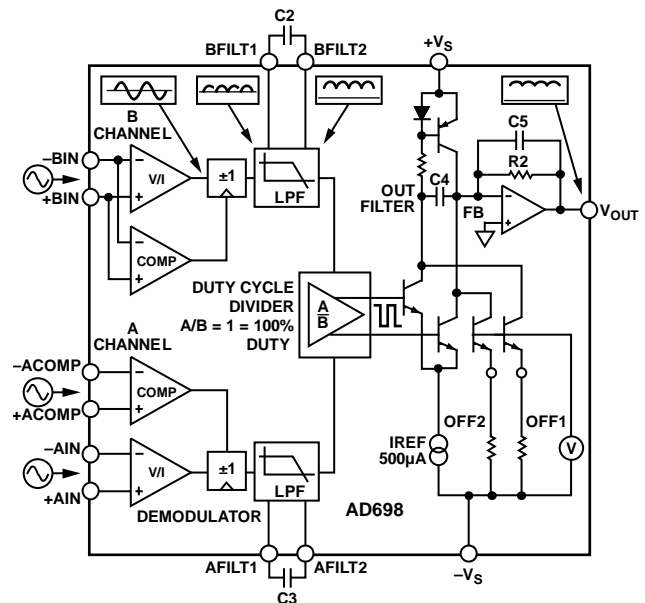 C2
BFILT1 BFILT2
+VS
B
CHANNEL
–BIN
+BIN
–
+
V/I
±1
LPF
–
+
COMP
C5
R2
C4
OUT
FILTER
FB
–
+
VOUT
DUTY CYCLE
DIVIDER
A/B = 1 = 100%
DUTY
A
B
A
CHANNEL
–ACOMP
+ACOMP
–
+
COMP
–AIN
+AIN
–
+
V/I
±1
LPF
DEMODULATOR
IREF
500µA
OFF2
OFF1
V
AD698
AFILT1 AFILT2
C3
–VS